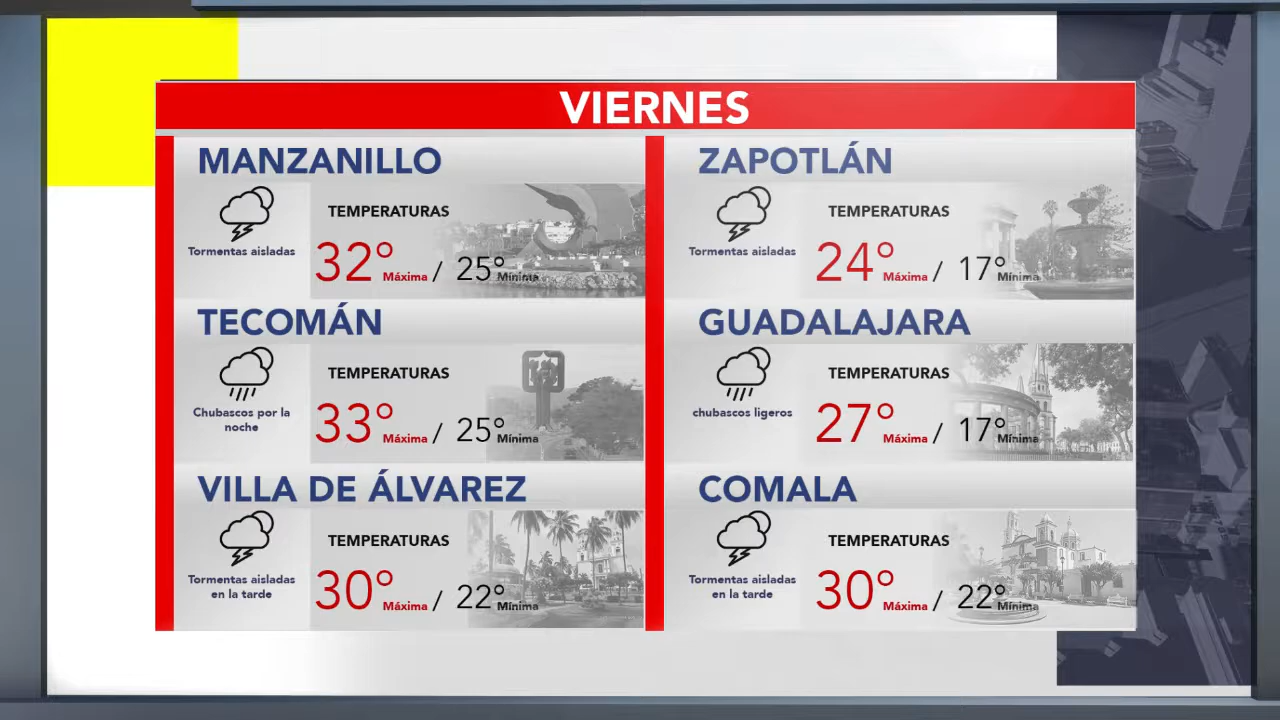 VIERNES
MANZANILLO
TEMPERATURAS
Tormentas aisladas
32° Máxima / 25° Mínima
TECOMÁN
TEMPERATURAS
Chubascos por la
noche
33° Máxima / 25° Mínima
VILLA DE ÁLVAREZ
TEMPERATURAS
Tormentas aisladas
en la tarde
30° Máxima / 22° Mínima
ZAPOTLÁN
TEMPERATURAS
Tormentas aisladas
24° Máxima / 17° Mínima
GUADALAJARA
TEMPERATURAS
chubascos ligeros
27° Máxima / 17° Mínima
COMALA
TEMPERATURAS
Tormentas aisladas
en la tarde
30° Máxima / 22° Mínima